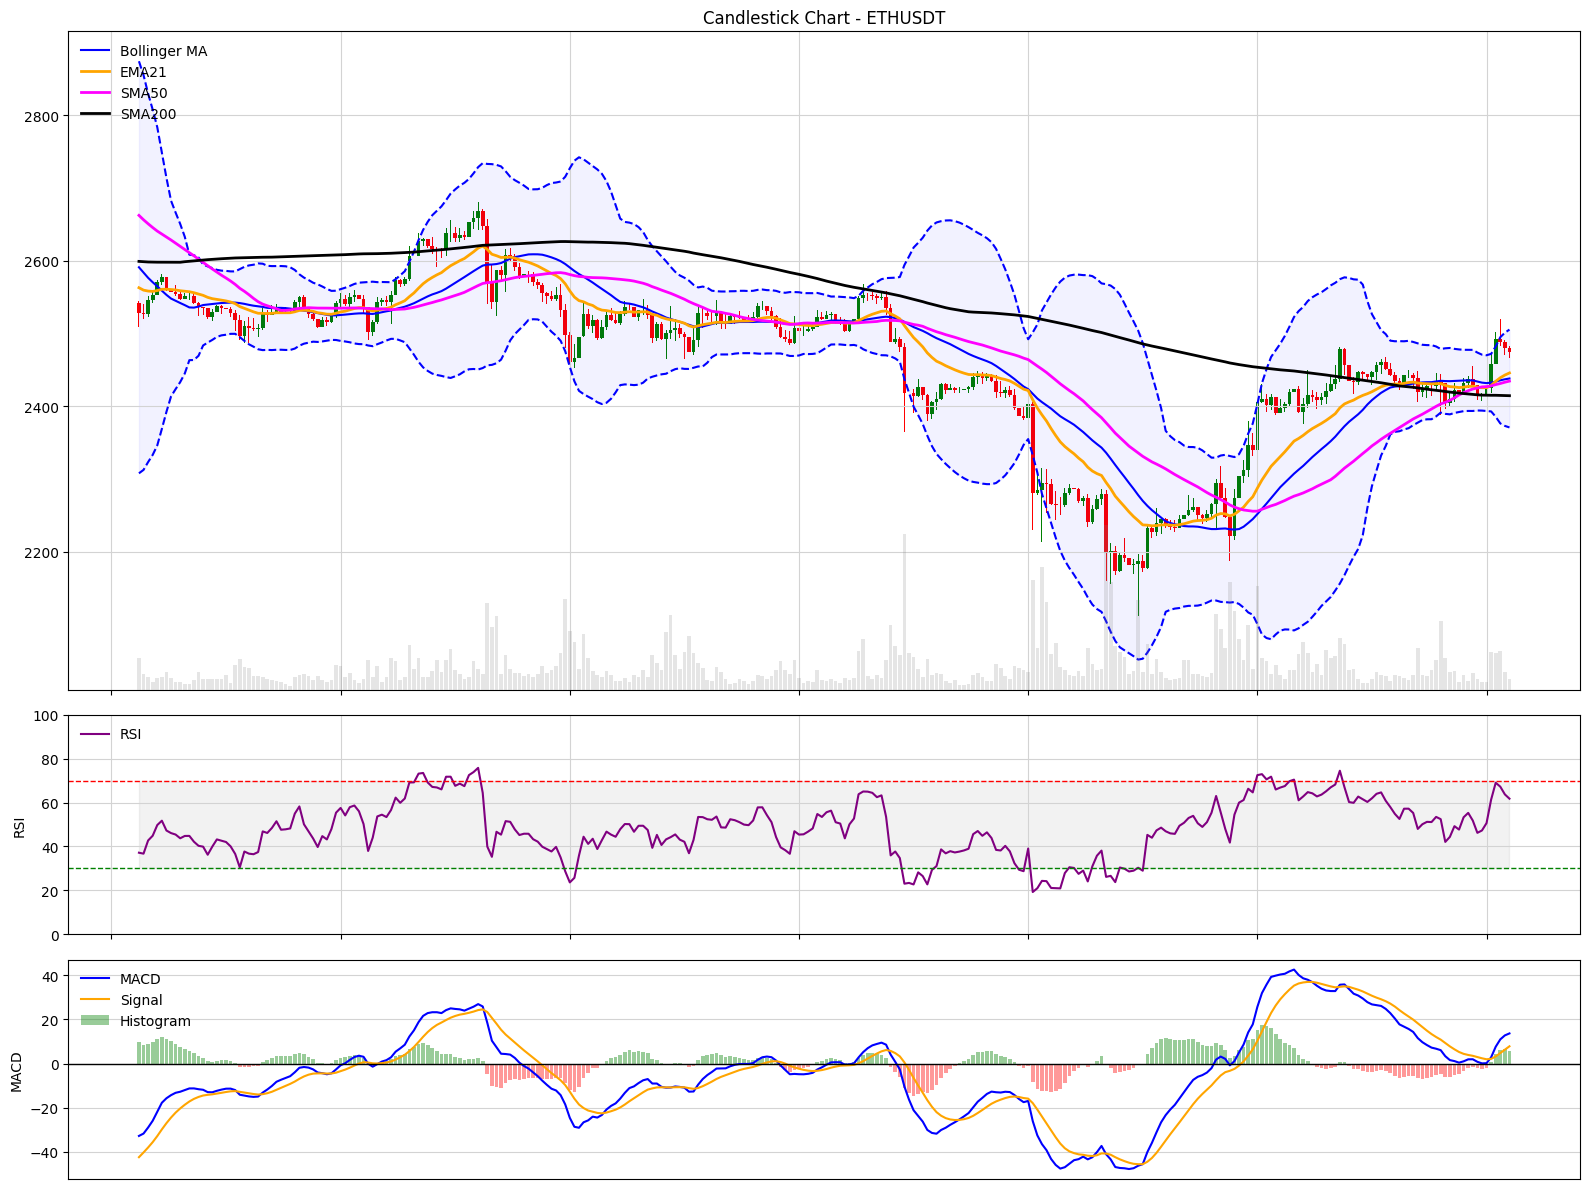 Candlestick Chart - ETHUSDT
Bollinger MA
EMA21
SMA50
SMA200
2800
2600
2400
2200
100
80
60
40
20
0
RSI
RSI
40
20
0
−20
−40
MACD
MACD
Signal
Histogram